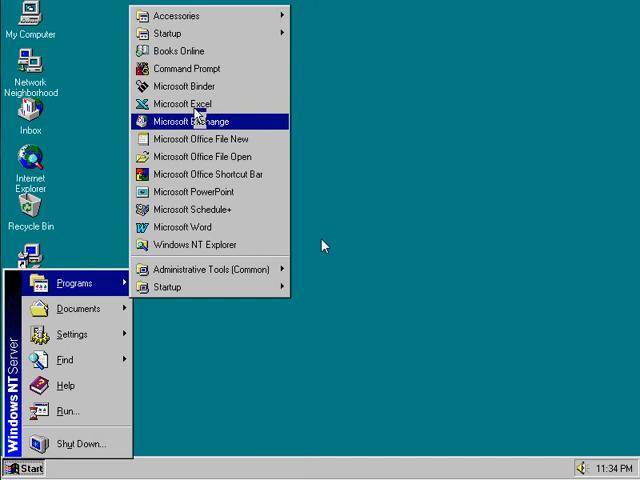 My Computer
Network
Neighborhood
Inbox
Internet
Explorer
Recycle Bin
Accessories
Startup
Books Online
Command Prompt
Microsoft Binder
Microsoft Excel
Microsoft Exchange
Microsoft Office File New
Microsoft Office File Open
Microsoft Office Shortcut Bar
Microsoft PowerPoint
Microsoft Schedule+
Microsoft Word
Windows NT Explorer
Administrative Tools (Common)
Startup
Programs
Documents
Settings
Find
Help
Run...
Shut Down...
Windows NT Server
Start
11:34 PM